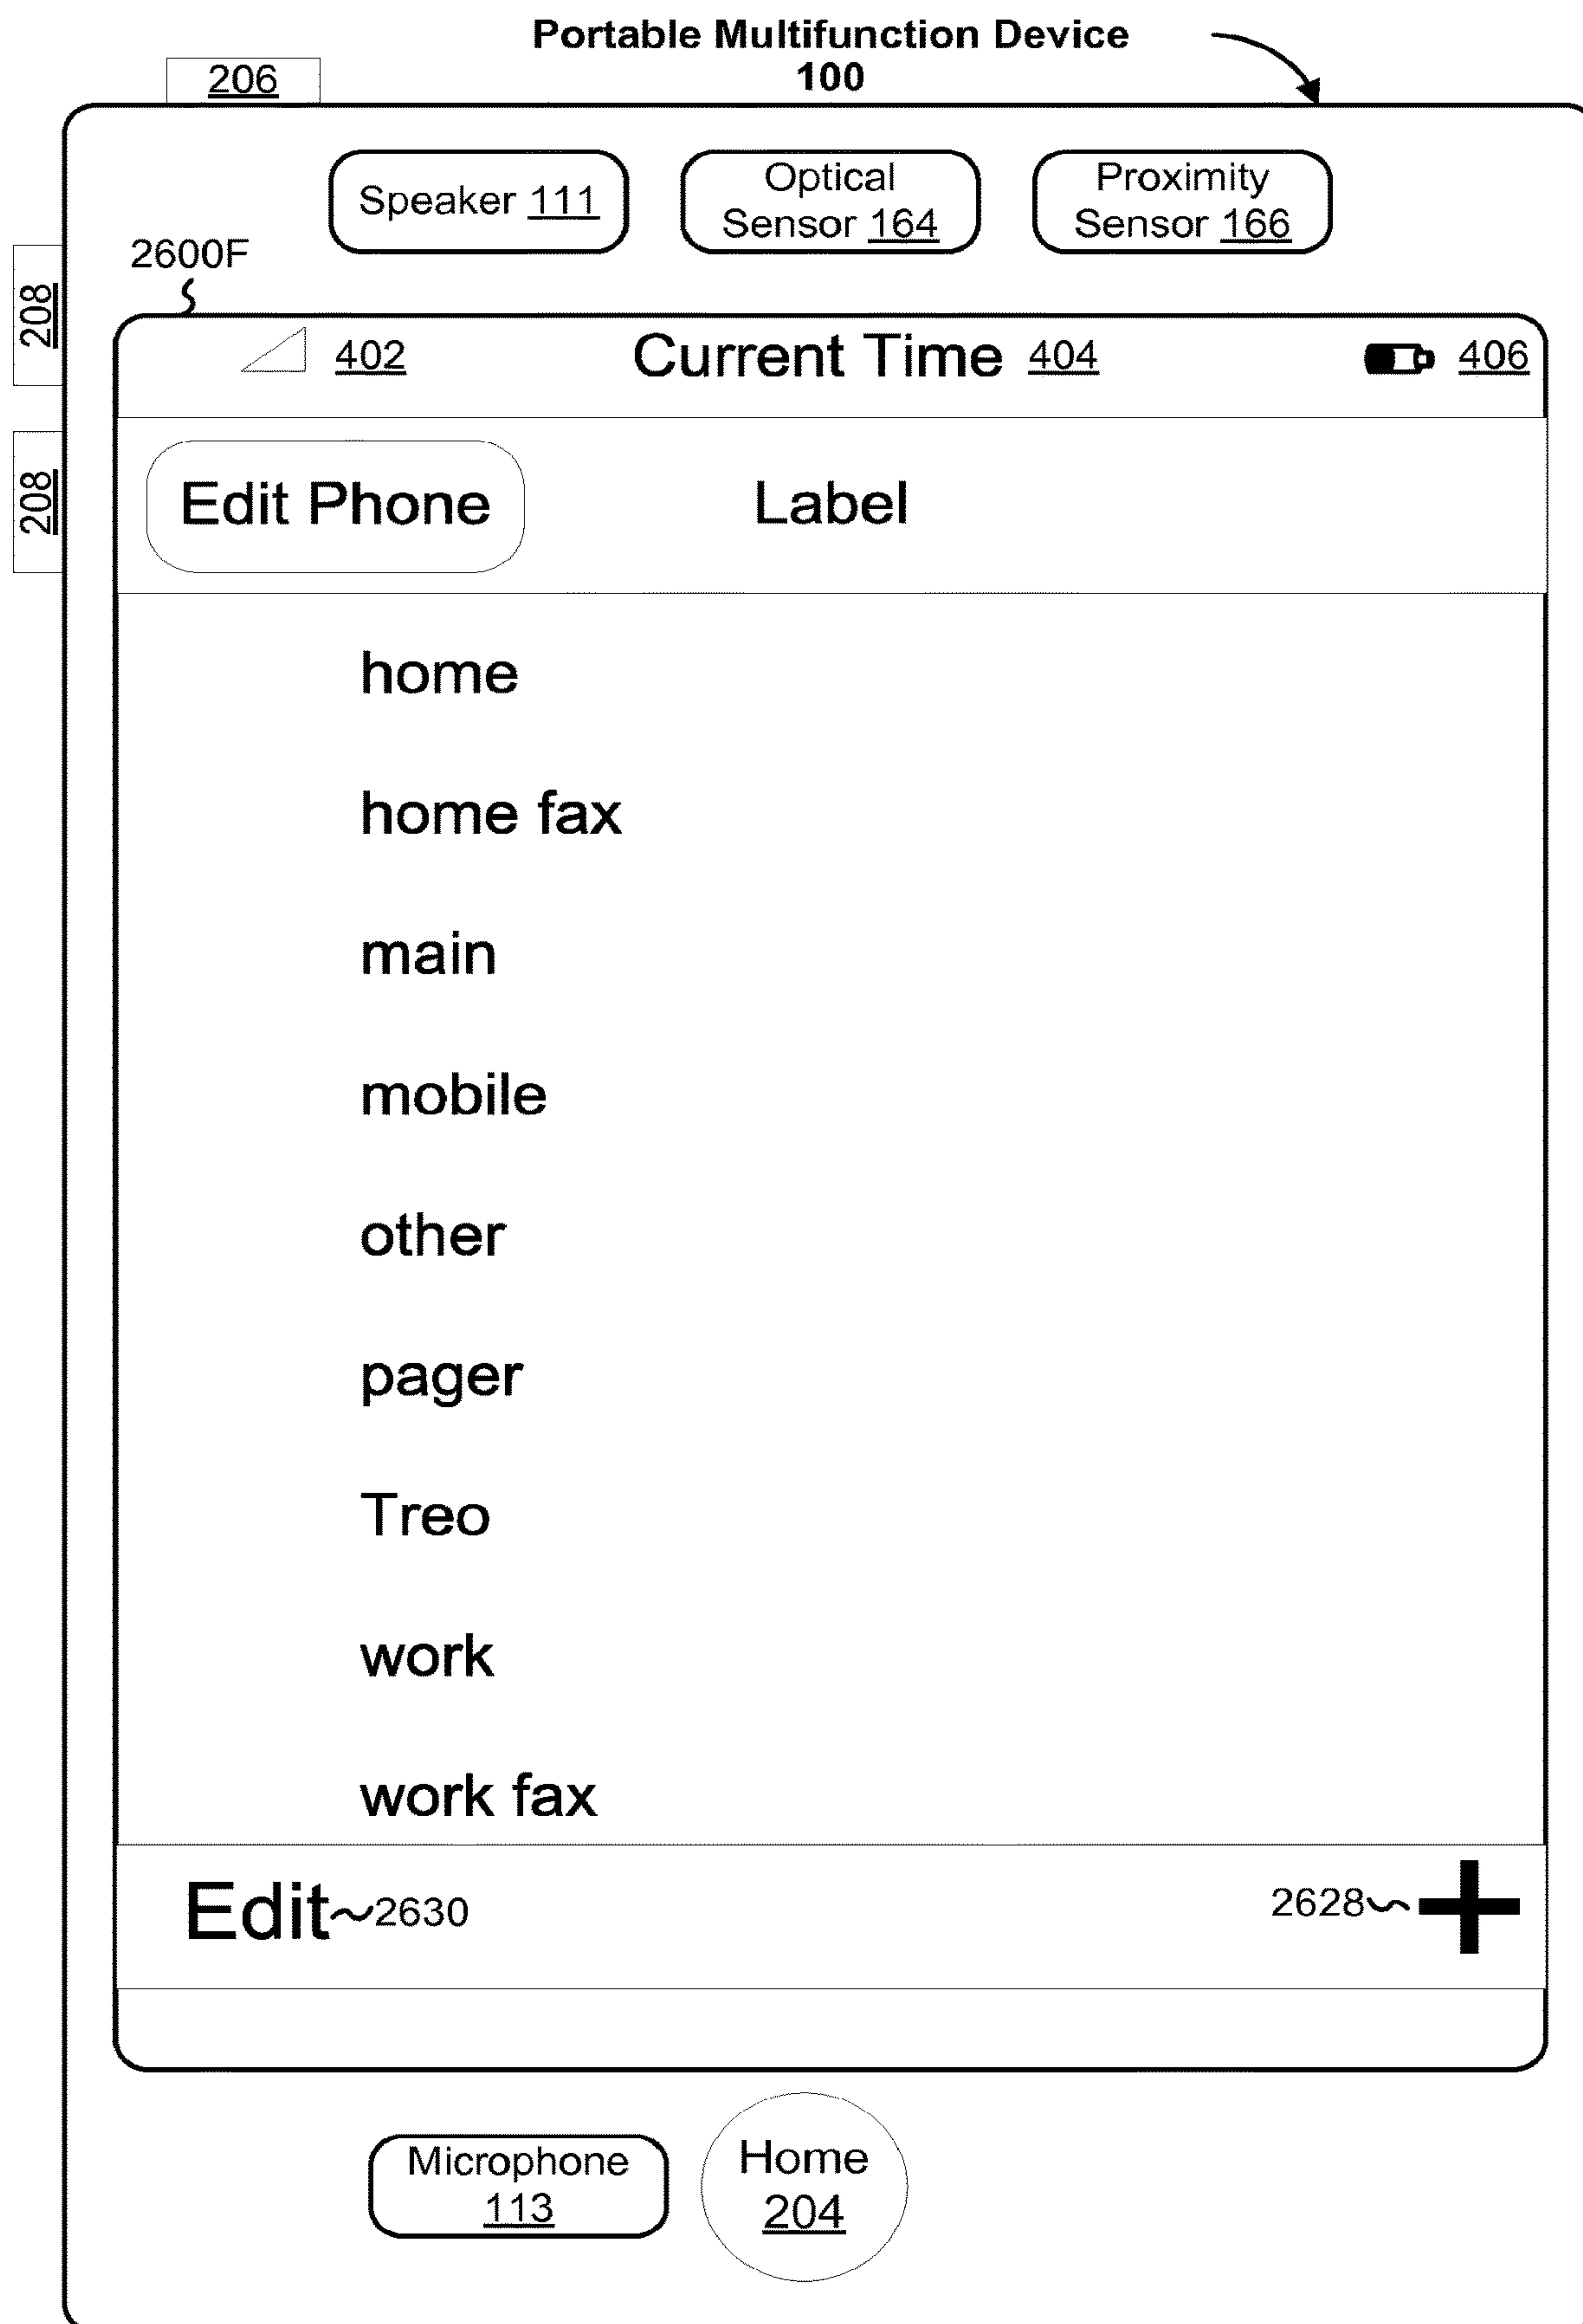 Portable Multifunction Device
100
206
Speaker 111
Optical
Sensor 164
Proximity
Sensor 166
2600F
208
402
Current Time 404
406
208
Edit Phone
Label
home
home fax
main
mobile
other
pager
Treo
work
work fax
Edit 2630
2628
Microphone
113
Home
204